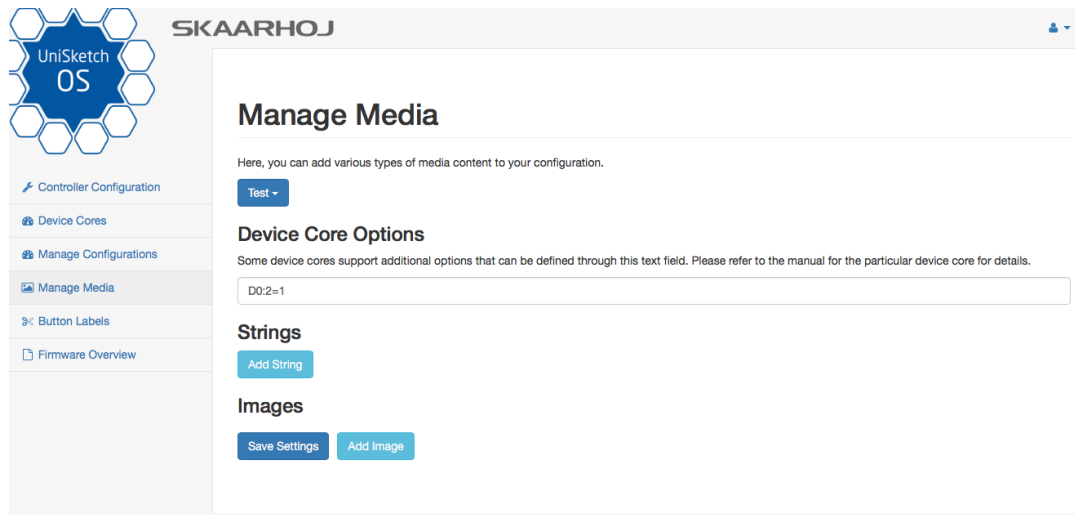 UniSketch
OS
SKAARHOJ
Controller Configuration
Device Cores
Manage Configurations
Manage Media
Button Labels
Firmware Overview
Manage Media
Here, you can add various types of media content to your configuration.
Test
Device Core Options
Some device cores support additional options that can be defined through this text field. Please refer to the manual for the particular device core for details.
D0:2=1
Strings
Add String
Images
Save Settings Add Image